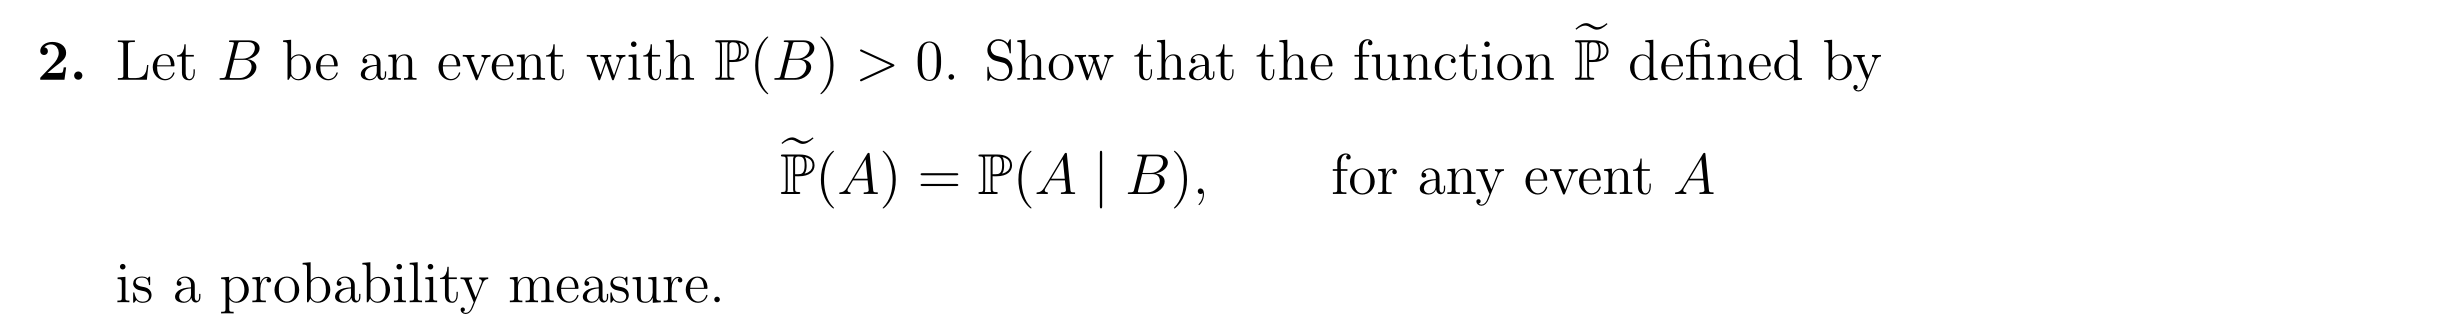 2. Let B be an event with ℙ(B) > 0. Show that the function ℙ̃ defined by
ℙ̃(A) = ℙ(A | B), for any event A
is a probability measure.